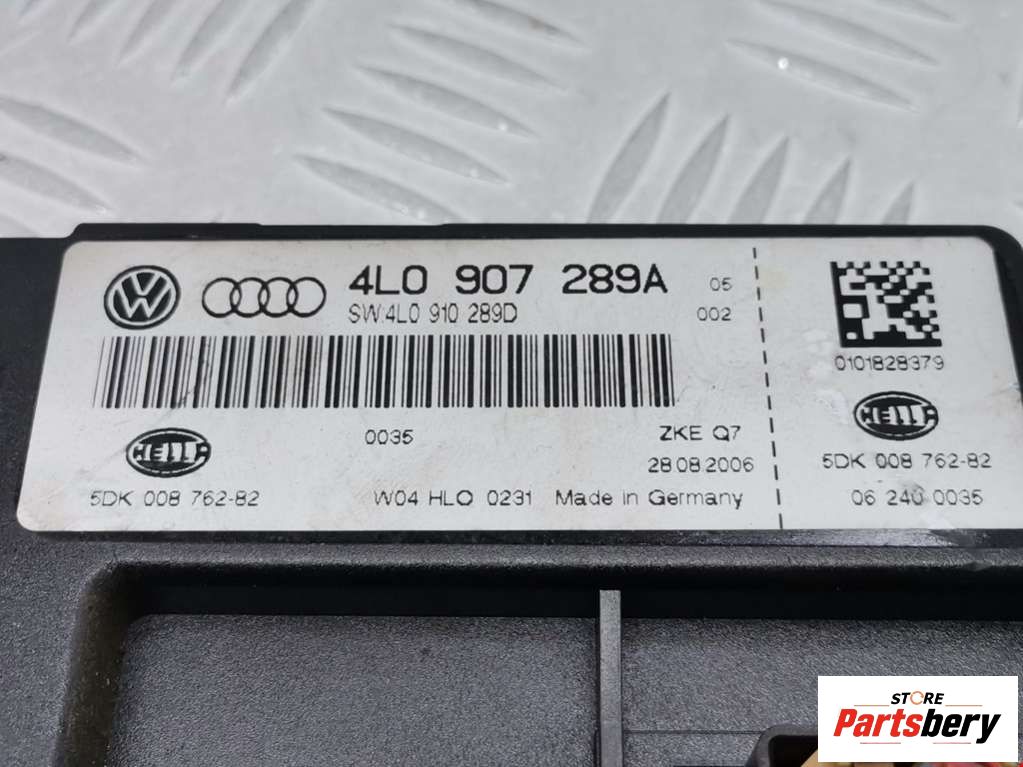 4L0 907 289A 05
SW:4L0 910 289D 002
0101828379
0035 ZKE Q7
HELLA
HELLA
28.08.2006
5DK 008 762-82 W04 HLO 0231 Made in Germany
5DK 008 762-82
06 240 0035
STORE
Partsbery